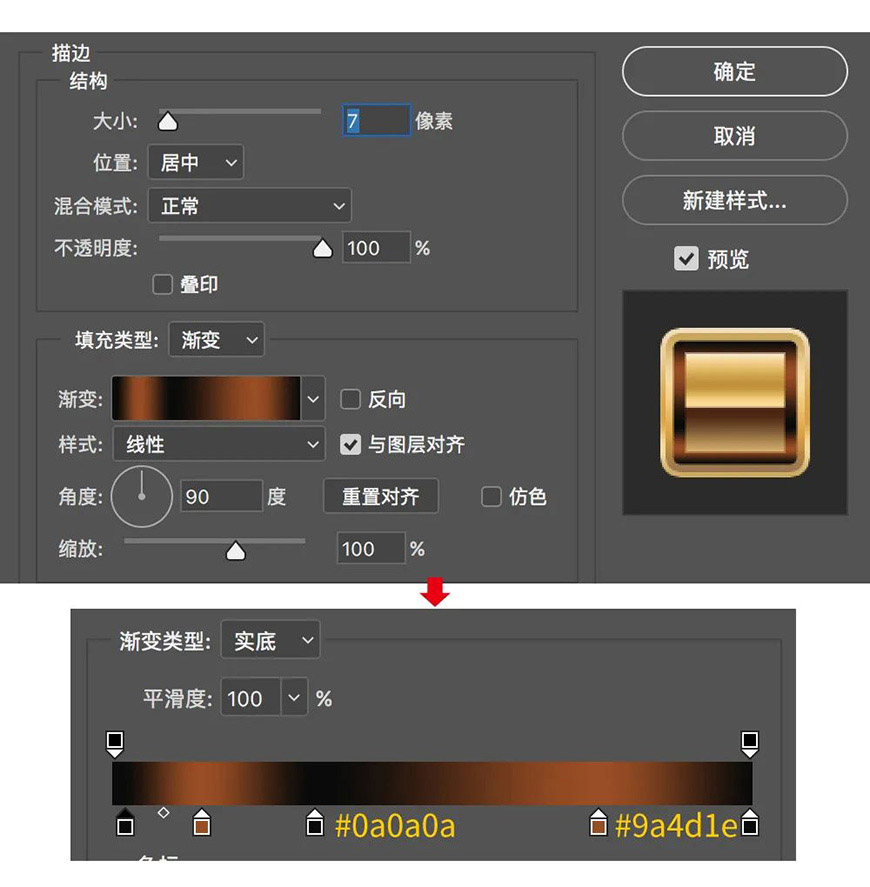 描边
结构
大小: 7 像素
位置: 居中
混合模式: 正常
不透明度: 100 %
叠印
填充类型: 渐变
渐变: 反向
样式: 线性 与图层对齐
角度: 90 度 重置对齐 仿色
缩放: 100 %
确定
取消
新建样式...
预览
渐变类型: 实底
平滑度: 100 %
#0a0a0a #9a4d1e